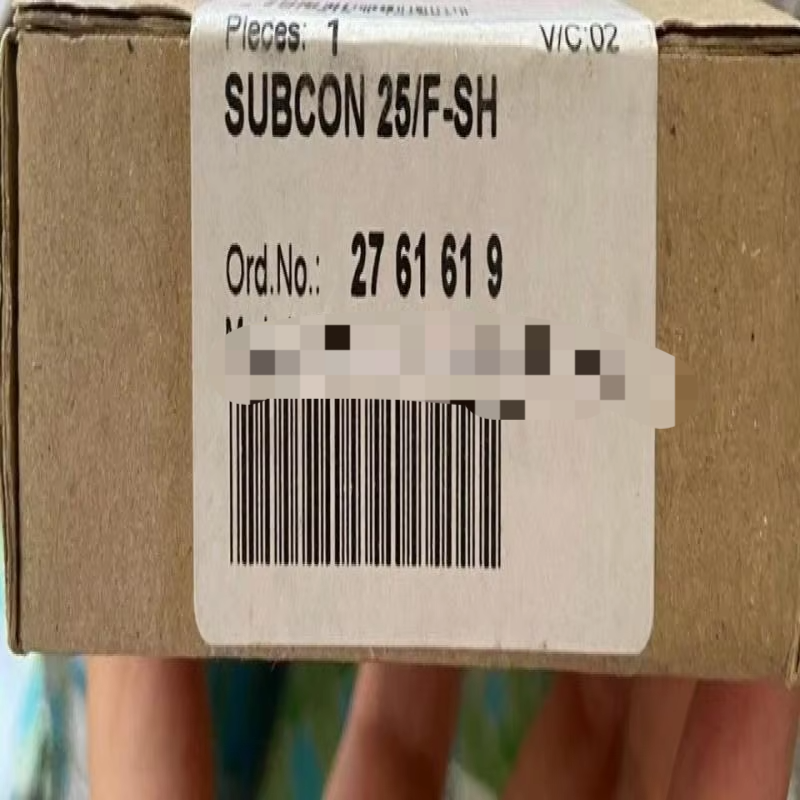 Pieces: 1
V/C:02
SUBCON 25/F-SH
Ord.No.: 27 61 61 9